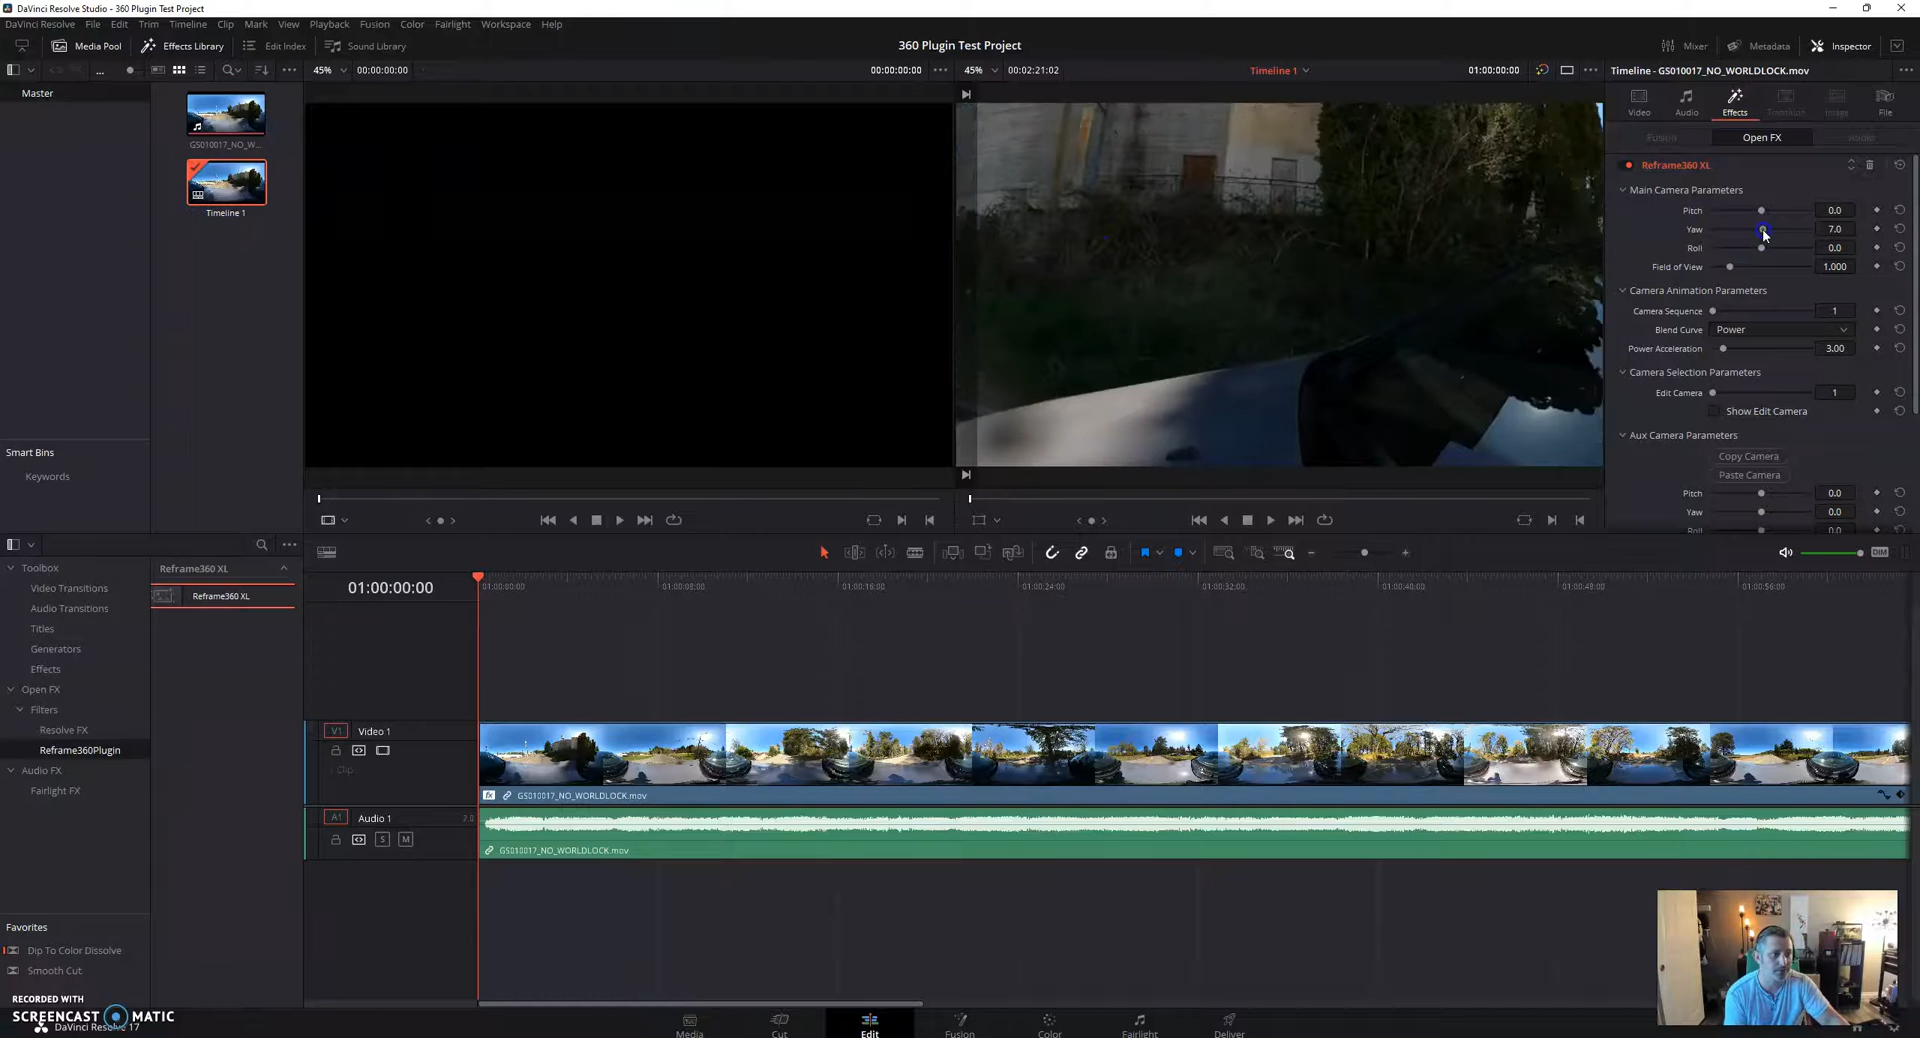 DaVinci Resolve Studio - 360 Plugin Test Project
DaVinci Resolve File Edit Trim Timeline Clip Mark View Playback Fusion Color Fairlight Workspace Help
Media Pool Effects Library Edit Index Sound Library 360 Plugin Test Project Mixer Metadata Inspector
45% 00:00:00:00 00:00:00:00 45% 00:02:21:02 Timeline 1 01:00:00:00 Timeline - GS010017_NO_WORLDLOCK.mov
Master
GS010017_NO_W...
Timeline 1
Video Audio Effects Transition Image File
Fusion Open FX Audio
Reframe360 XL
Main Camera Parameters
Pitch 0.0
Yaw 7.0
Roll 0.0
Field of View 1.000
Camera Animation Parameters
Camera Sequence 1
Blend Curve Power
Power Acceleration 3.00
Camera Selection Parameters
Edit Camera 1
Show Edit Camera
Aux Camera Parameters
Copy Camera
Paste Camera
Pitch 0.0
Yaw 0.0
Roll 0.0
Smart Bins
Keywords
Toolbox
Video Transitions
Audio Transitions
Titles
Generators
Effects
Open FX
Filters
Resolve FX
Reframe360Plugin
Audio FX
Fairlight FX
Favorites
Dip To Color Dissolve
Smooth Cut
Reframe360 XL
Reframe360 XL
DIM
01:00:00:00 01:00:00:00 01:00:08:00 01:00:16:00 01:00:24:00 01:00:32:00 01:00:40:00 01:00:48:00 01:00:56:00
V1 Video 1
1 Clip
GS010017_NO_WORLDLOCK.mov
A1 Audio 1 2.0
S M
GS010017_NO_WORLDLOCK.mov
RECORDED WITH
SCREENCAST MATIC
DaVinci Resolve 17
Media Cut Edit Fusion Color Fairlight Deliver